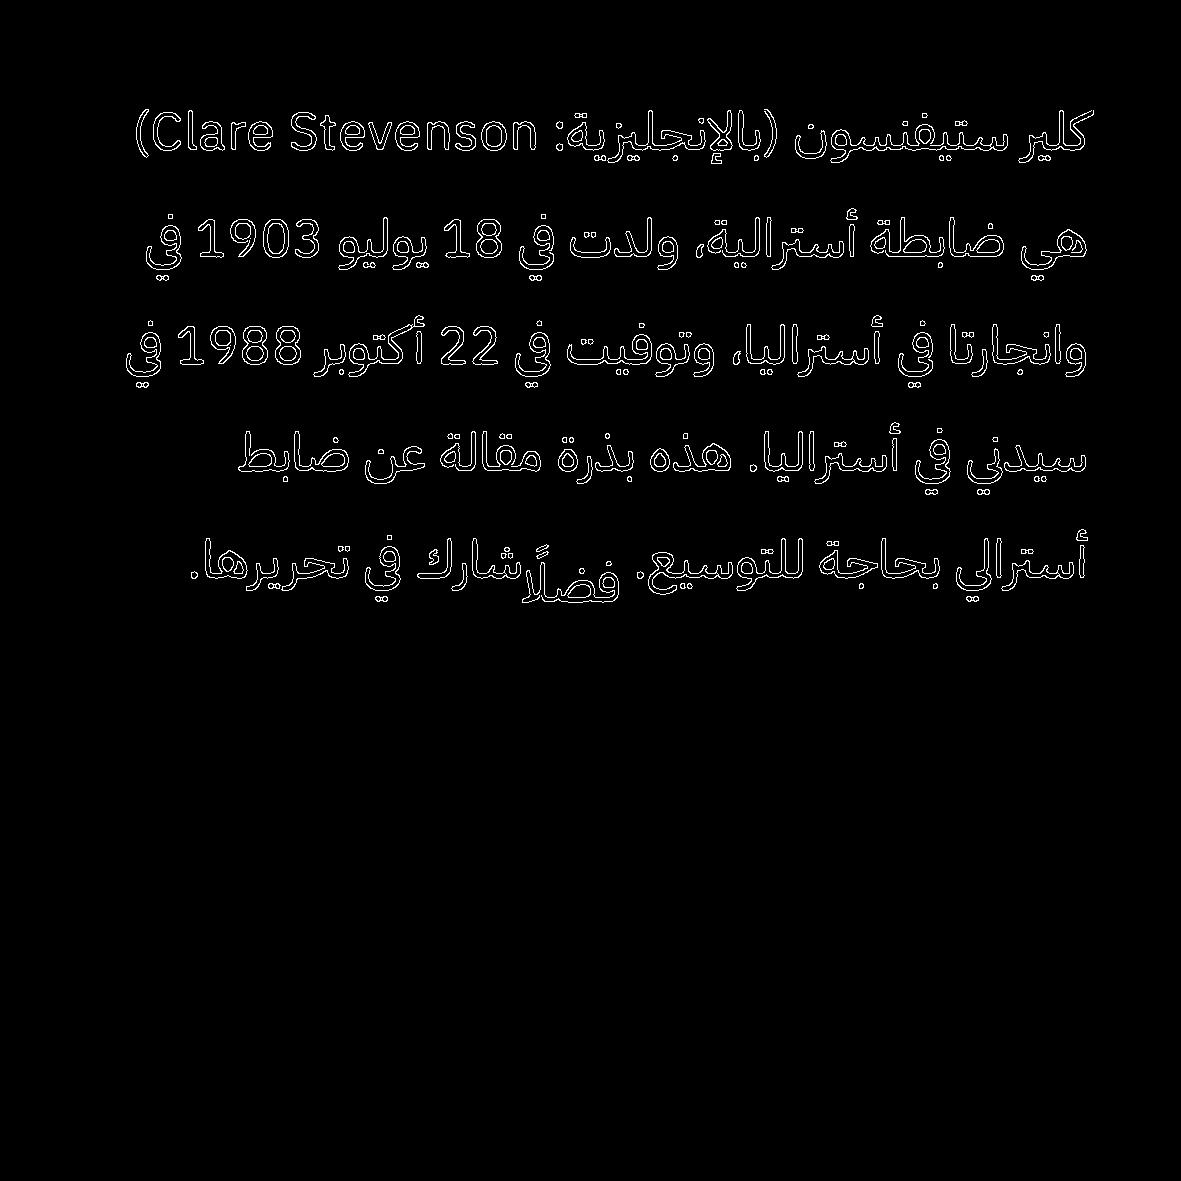 كلير ستيفنسون (بالإنجليزية: Clare Stevenson)
هي ضابطة أسترالية، ولدت في 18 يوليو 1903 في
وانجارتا في أستراليا، وتوفيت في 22 أكتوبر 1988 في
سيدني في أستراليا. هذه بذرة مقالة عن ضابط
أسترالي بحاجة للتوسيع. فضلًا شارك في تحريرها.